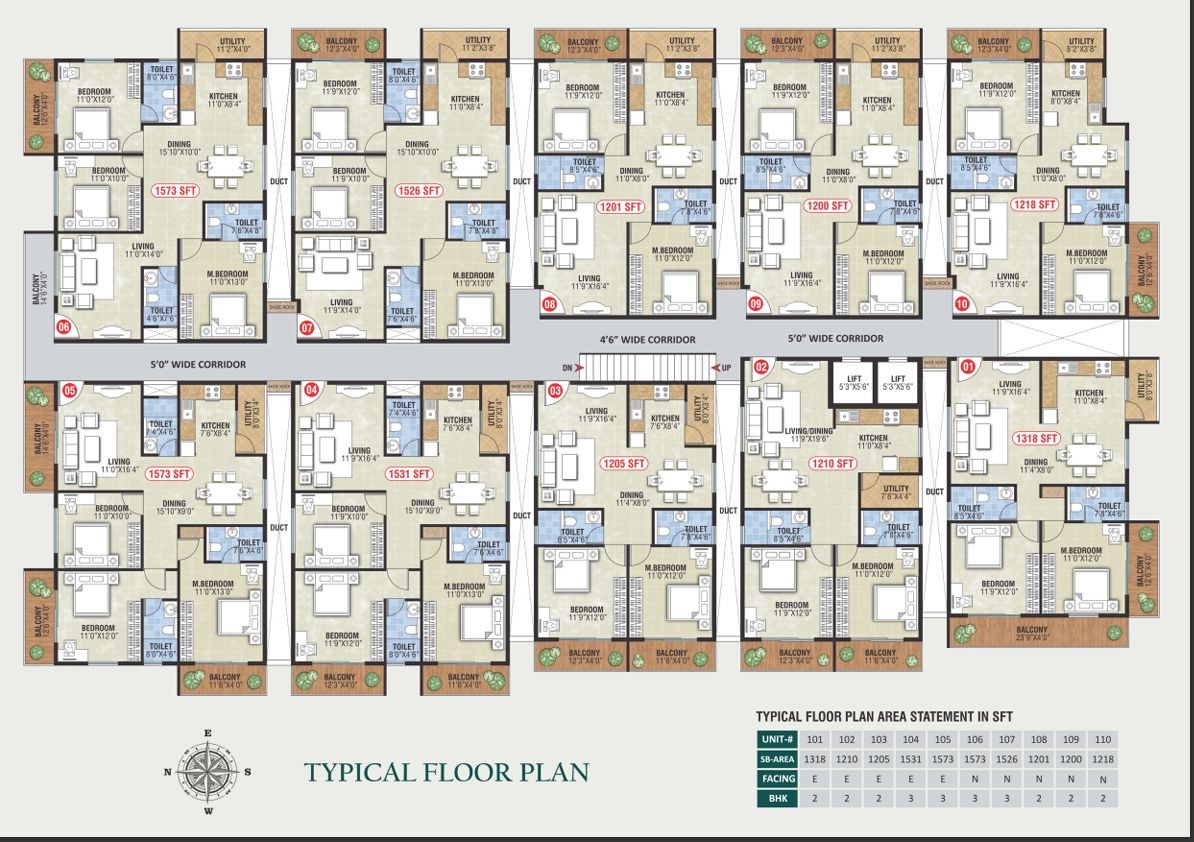 UTILITY
11'2"X4'0"
BALCONY
12'3"X4'0"
UTILITY
11'2"X3'8"
BALCONY
12'3"X4'0"
UTILITY
11'2"X3'8"
BALCONY
12'3"X4'0"
UTILITY
11'2"X3'8"
BALCONY
12'3"X4'0"
UTILITY
8'2"X3'8"
BALCONY
12'6"X4'0"
BEDROOM
11'0"X12'0"
TOILET
8'0"X4'6"
KITCHEN
11'0"X8'4"
DINING
15'10"X10'0"
BEDROOM
11'0"X10'0"
1573 SFT
TOILET
7'6"X4'8"
LIVING
11'0"X14'0"
BALCONY
14'6"X4'0"
TOILET
4'6"X7'6"
M.BEDROOM
11'0"X13'0"
06
DUCT
SHOE ROCK
BEDROOM
11'9"X12'0"
TOILET
8'0"X4'6"
KITCHEN
11'0"X8'4"
DINING
15'10"X10'0"
BEDROOM
11'9"X10'0"
1526 SFT
TOILET
7'8"X4'8"
LIVING
11'9"X14'0"
TOILET
7'6"X4'6"
M.BEDROOM
11'0"X13'0"
07
DUCT
BEDROOM
11'9"X12'0"
KITCHEN
11'0"X8'4"
TOILET
8'5"X4'6"
DINING
11'0"X8'0"
1201 SFT
TOILET
7'8"X4'6"
M.BEDROOM
11'0"X12'0"
LIVING
11'9"X16'4"
08
DUCT
SHOE ROCK
BEDROOM
11'9"X12'0"
KITCHEN
11'0"X8'4"
TOILET
8'5"X4'6"
DINING
11'0"X8'0"
1200 SFT
TOILET
7'8"X4'6"
M.BEDROOM
11'0"X12'0"
LIVING
11'9"X16'4"
09
DUCT
SHOE ROCK
BEDROOM
11'9"X12'0"
KITCHEN
8'0"X8'4"
TOILET
8'5"X4'6"
DINING
11'0"X8'0"
1218 SFT
TOILET
7'8"X4'6"
M.BEDROOM
11'0"X12'0"
LIVING
11'9"X16'4"
BALCONY
12'6"X4'0"
10
5'0" WIDE CORRIDOR
4'6" WIDE CORRIDOR
5'0" WIDE CORRIDOR
DN
UP
05
BALCONY
14'6"X4'0"
LIVING
11'0"X16'4"
TOILET
7'4"X4'6"
KITCHEN
7'6"X8'4"
UTILITY
8'0"X3'4"
1573 SFT
DINING
15'10"X9'0"
BEDROOM
11'0"X10'0"
TOILET
7'6"X4'6"
BALCONY
12'6"X4'0"
BEDROOM
11'0"X12'0"
M.BEDROOM
11'0"X13'0"
TOILET
8'0"X4'6"
BALCONY
11'6"X4'0"
SHOE ROCK
DUCT
04
LIVING
11'9"X16'4"
TOILET
7'4"X4'6"
KITCHEN
7'6"X8'4"
UTILITY
8'0"X3'4"
1531 SFT
DINING
15'10"X9'0"
BEDROOM
11'9"X10'0"
TOILET
7'6"X4'6"
M.BEDROOM
11'0"X13'0"
BEDROOM
11'9"X12'0"
TOILET
8'0"X4'6"
BALCONY
12'3"X4'0"
BALCONY
11'6"X4'0"
SHOE ROCK
DUCT
03
LIVING
11'9"X16'4"
KITCHEN
7'6"X8'4"
UTILITY
8'0"X3'4"
1205 SFT
DINING
11'4"X8'0"
TOILET
8'5"X4'6"
TOILET
7'8"X4'6"
M.BEDROOM
11'0"X12'0"
BEDROOM
11'9"X12'0"
BALCONY
12'3"X4'0"
BALCONY
11'6"X4'0"
DUCT
02
LIFT
5'3"X5'6"
LIFT
5'3"X5'6"
LIVING/DINING
11'9"X19'6"
KITCHEN
11'0"X8'4"
1210 SFT
UTILITY
7'8"X4'4"
TOILET
8'5"X4'6"
TOILET
7'8"X4'6"
M.BEDROOM
11'0"X12'0"
BEDROOM
11'9"X12'0"
BALCONY
12'3"X4'0"
BALCONY
11'6"X4'0"
SHOE ROCK
DUCT
01
LIVING
11'9"X16'4"
KITCHEN
11'0"X8'4"
UTILITY
8'0"X3'8"
1318 SFT
DINING
11'4"X8'0"
TOILET
8'5"X4'6"
TOILET
7'8"X4'6"
M.BEDROOM
11'0"X12'0"
BEDROOM
11'9"X12'0"
BALCONY
12'6"X4'0"
BALCONY
23'9"X4'0"
E
N
S
W
TYPICAL FLOOR PLAN
TYPICAL FLOOR PLAN AREA STATEMENT IN SFT
UNIT-# 101 102 103 104 105 106 107 108 109 110
SB-AREA 1318 1210 1205 1531 1573 1573 1526 1201 1200 1218
FACING E E E E E N N N N N
BHK 2 2 2 3 3 3 3 2 2 2